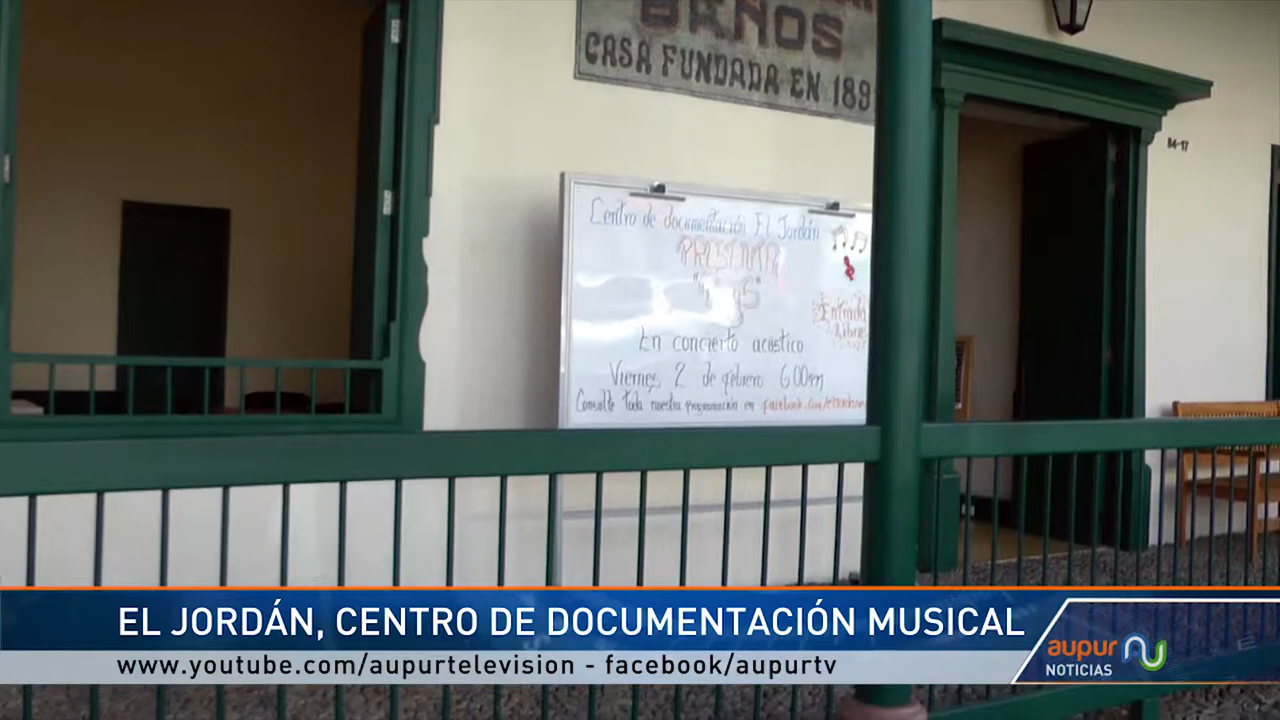 BAÑOS
CASA FUNDADA EN 189
84-17
Centro de documentación El Jordán
PRESENTA
Entrada
Libre
En concierto acústico
Viernes 2 de febrero 6:00pm
Consulte toda nuestra programación en
EL JORDÁN, CENTRO DE DOCUMENTACIÓN MUSICAL
www.youtube.com/aupurtelevision - facebook/aupurtv
aupur
NOTICIAS